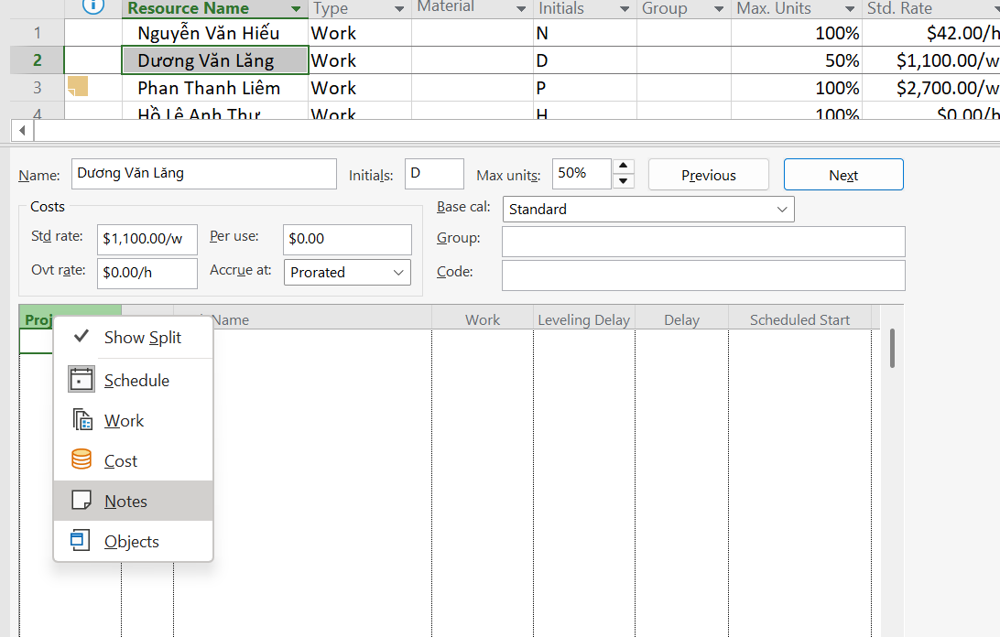 Resource Name Type Material Initials Group Max. Units Std. Rate
1 Nguyễn Văn Hiếu Work N 100% $42.00/h
2 Dương Văn Lăng Work D 50% $1,100.00/w
3 Phan Thanh Liêm Work P 100% $2,700.00/w
4 Hồ Lê Anh Thư Work H 100% $0.00/h
Name: Dương Văn Lăng Initials: D Max units: 50% Previous Next
Costs Base cal: Standard
Std rate: $1,100.00/w Per use: $0.00 Group:
Ovt rate: $0.00/h Accrue at: Prorated Code:
Proj Name Work Leveling Delay Delay Scheduled Start
Show Split
Schedule
Work
Cost
Notes
Objects